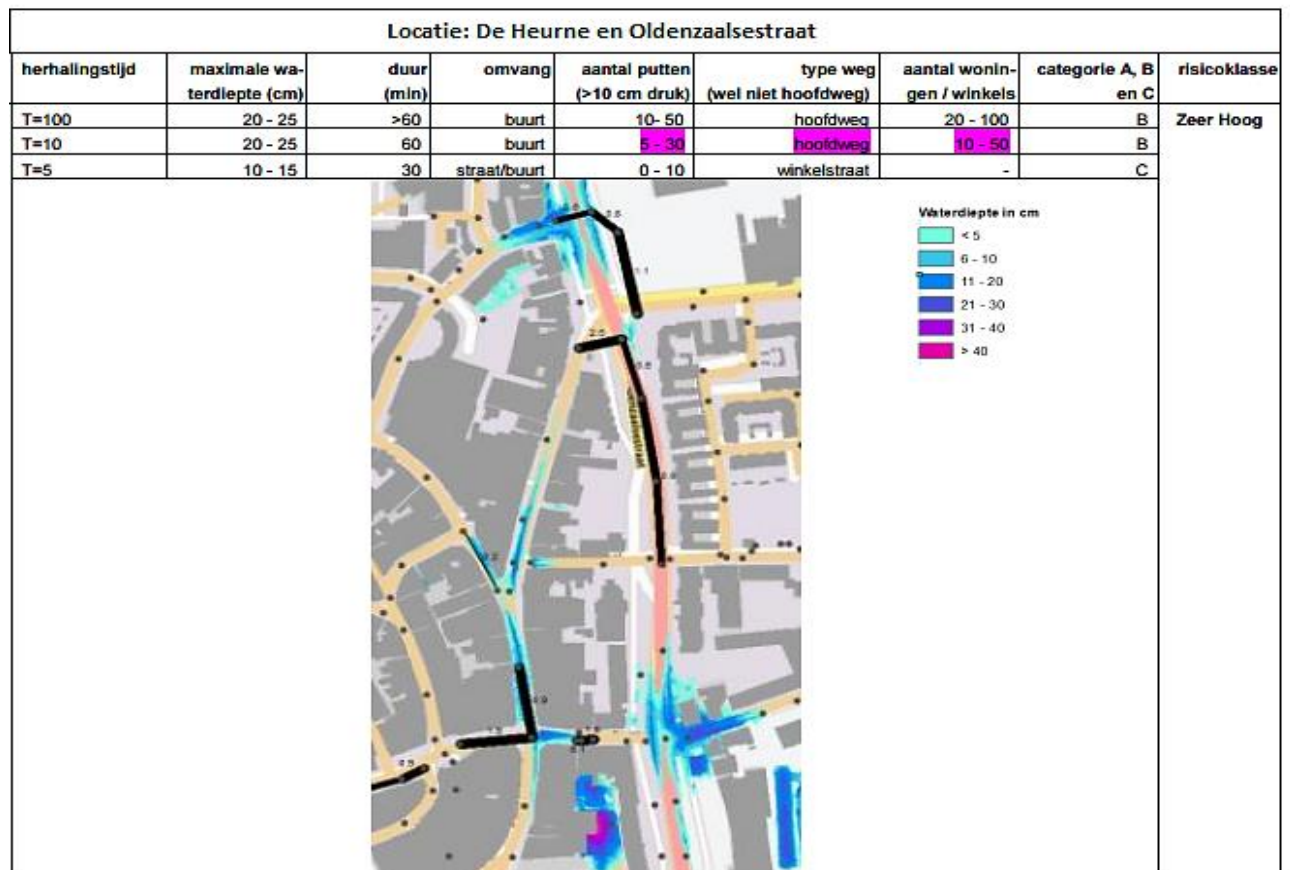 Locatie: De Heurne en Oldenzaalsestraat
herhalingstijd maximale wa- duur omvang aantal putten type weg aantal wonin- categorie A, B risicoklasse
terdiepte (cm) (min) (>10 cm druk) (wel niet hoofdweg) gen / winkels en C
T=100 20 - 25 >60 buurt 10- 50 hoofdweg 20 - 100 B Zeer Hoog
T=10 20 - 25 60 buurt 5 - 30 hoofdweg 10 - 50 B
T=5 10 - 15 30 straat/buurt 0 - 10 winkelstraat - C
Waterdiepte in cm
< 5
6 - 10
11 - 20
21 - 30
31 - 40
> 40